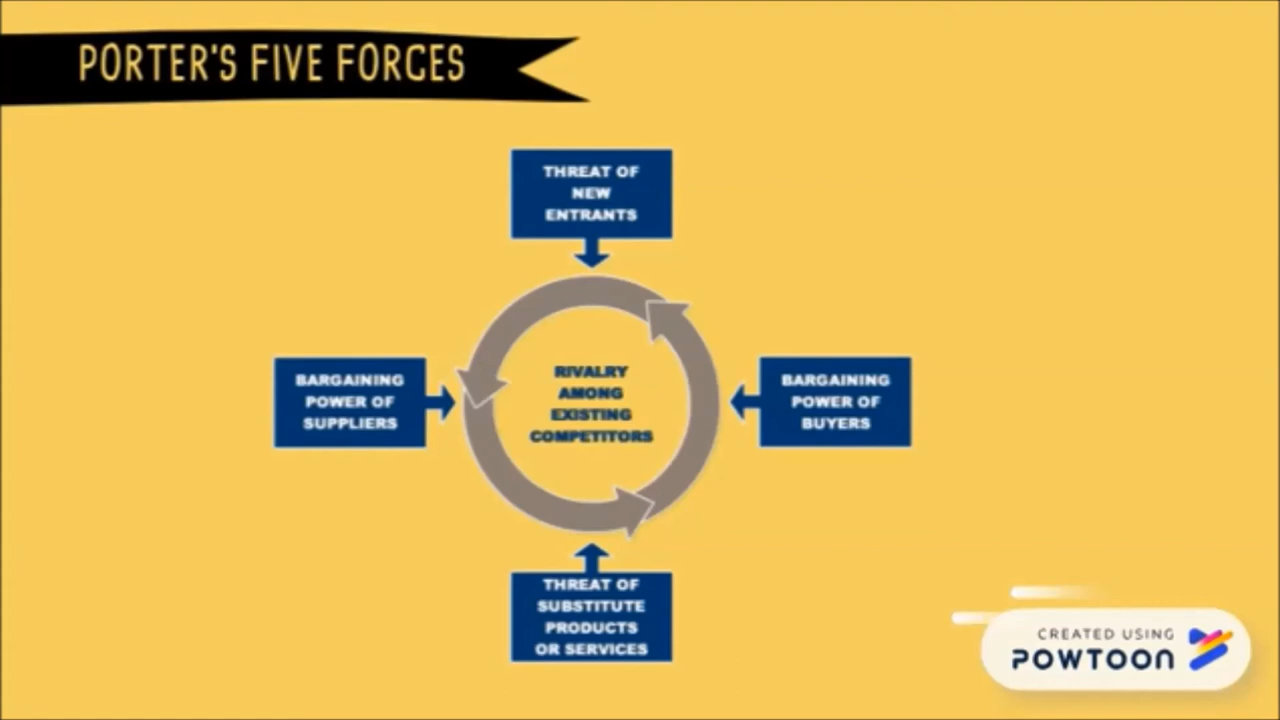 PORTER'S FIVE FORCES
THREAT OF
NEW
ENTRANTS
BARGAINING
POWER OF
SUPPLIERS
RIVALRY
AMONG
EXISTING
COMPETITORS
BARGAINING
POWER OF
BUYERS
THREAT OF
SUBSTITUTE
PRODUCTS
OR SERVICES
CREATED USING
POWTOON